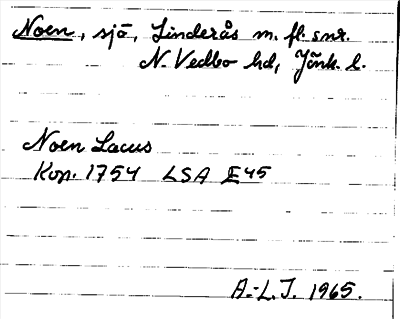 Noen, sjö, Linderås m. fl. snr.
N. Vedbo hd, Jönk. l.
Noen Lacus
Kop. 1754 LSA E45
A.-L.J. 1965.